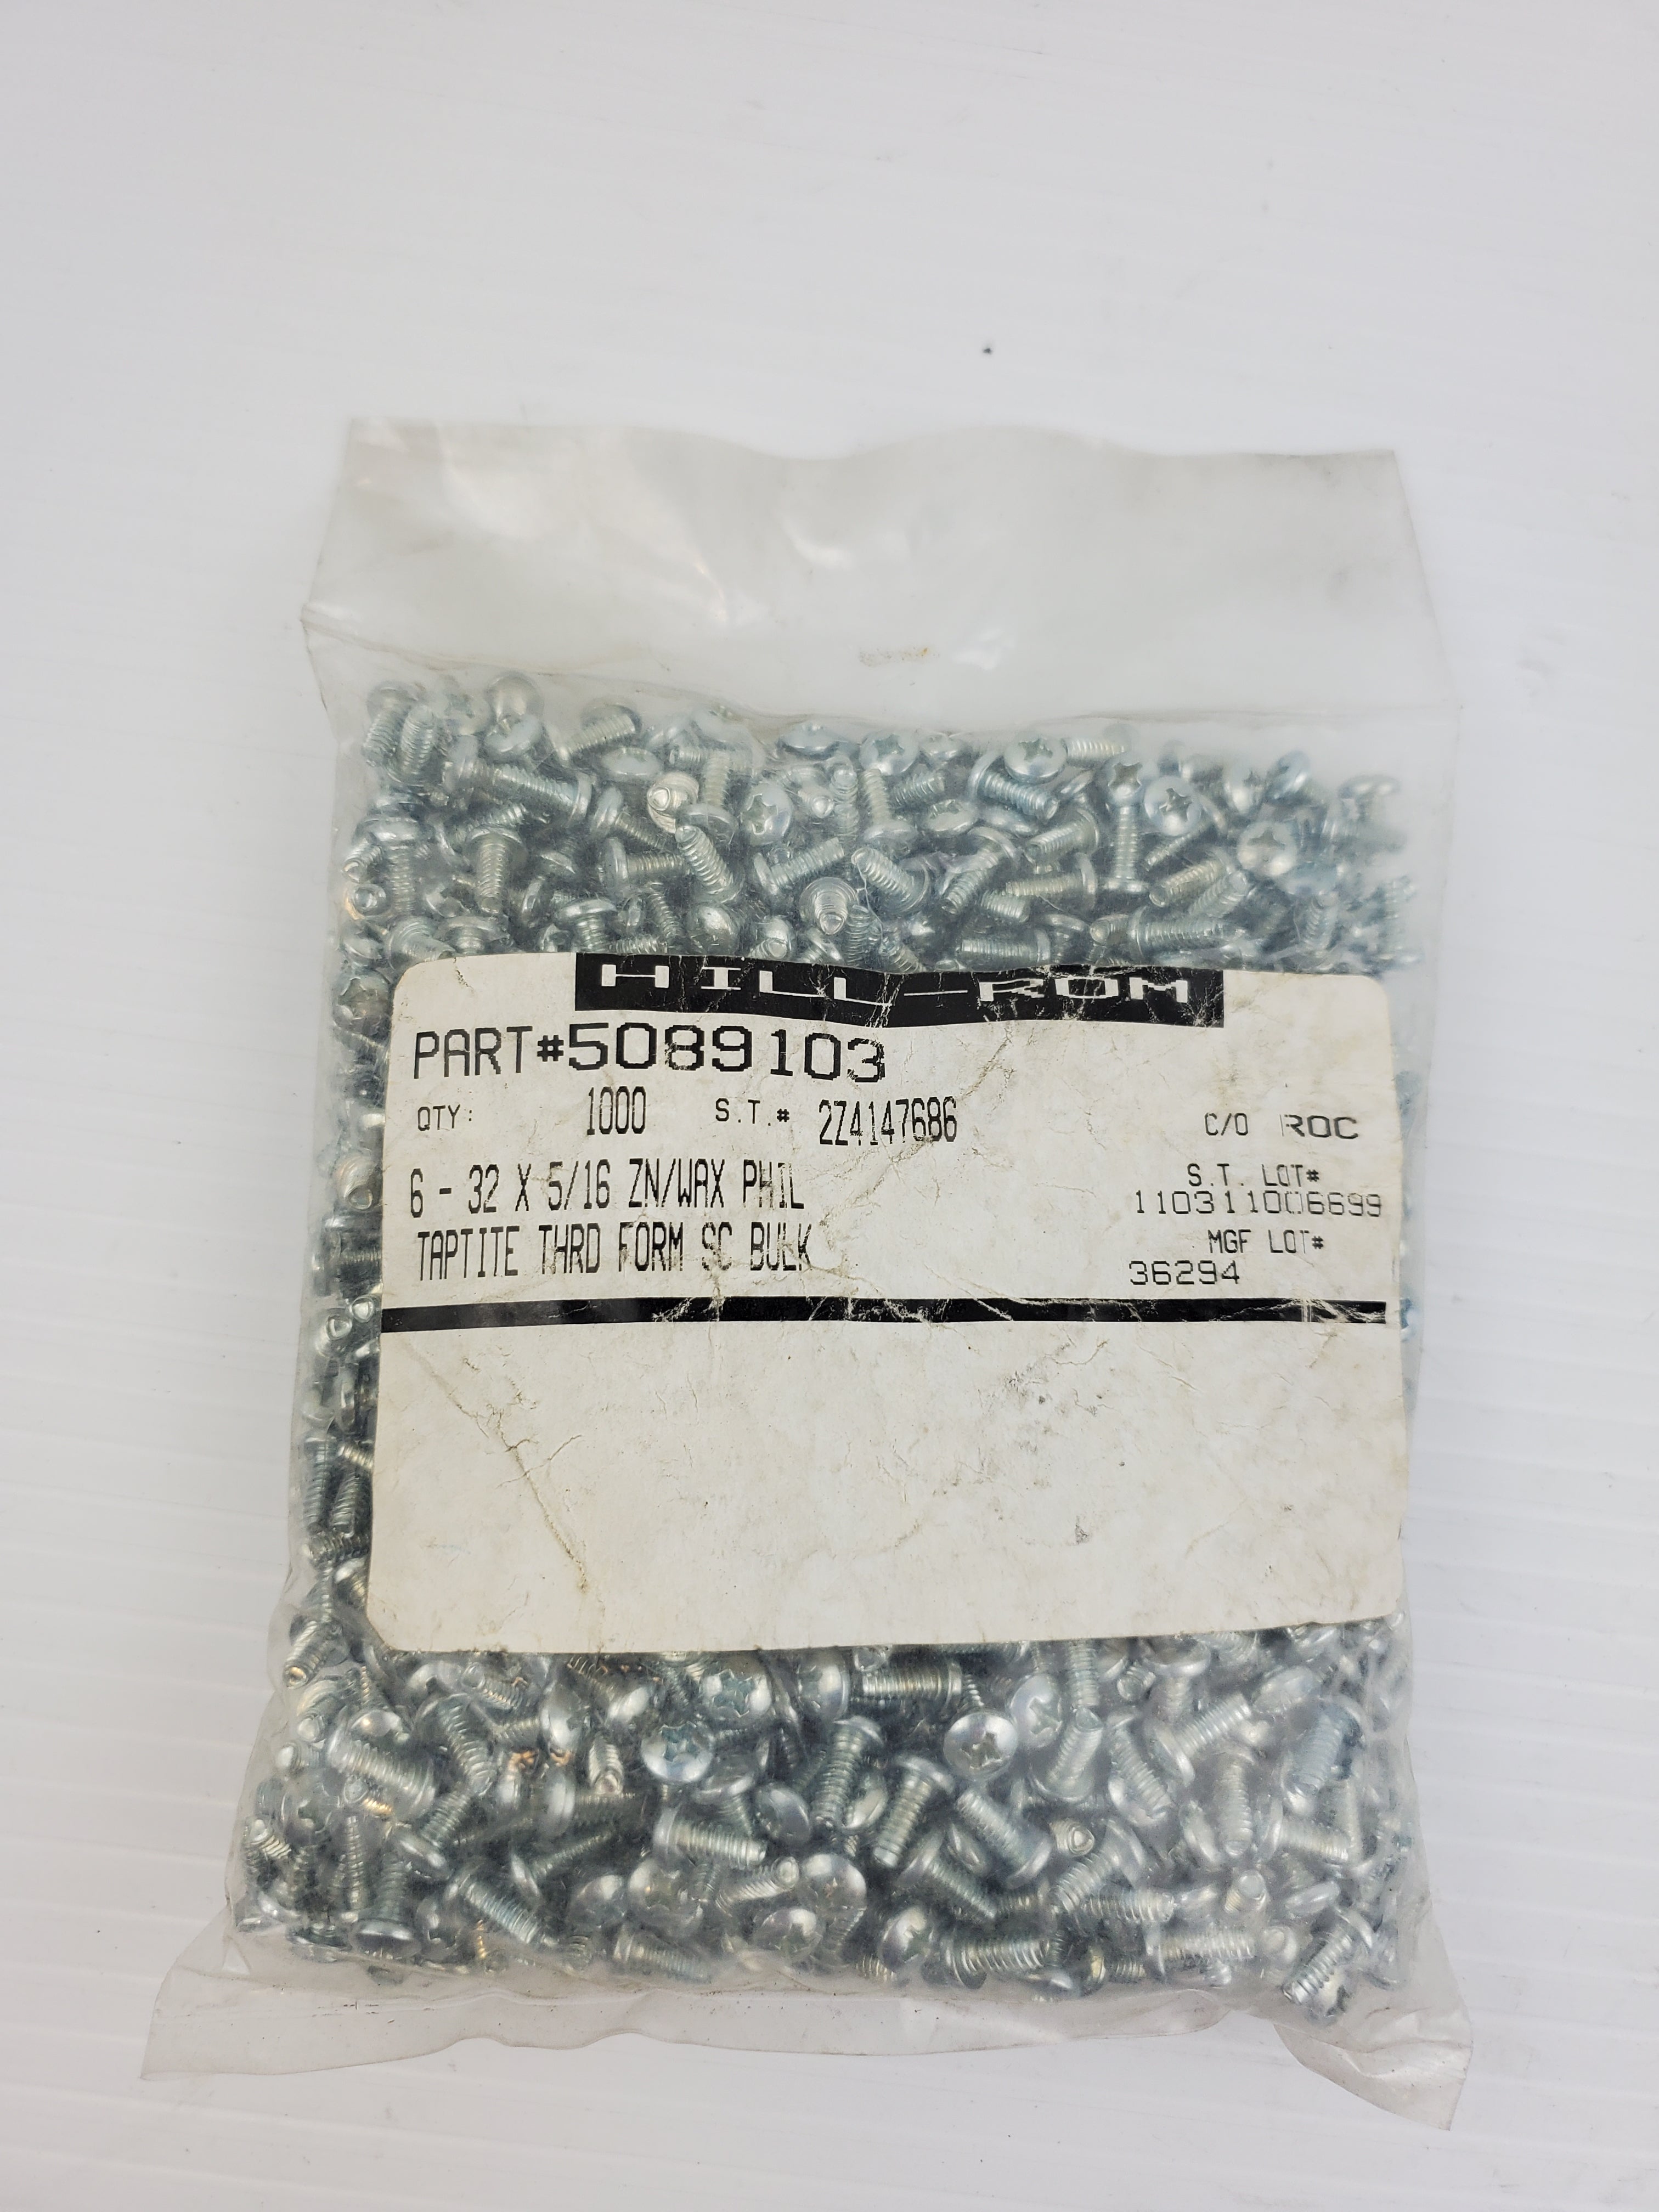 HILL-ROM
PART#5089103
QTY: 1000 S.T.# 2Z4147686 C/O ROC
6 - 32 X 5/16 ZN/WAX PHIL
S.T. LOT#
110311006699
TAPTITE THRD FORM SC BULK
MGF LOT#
36294